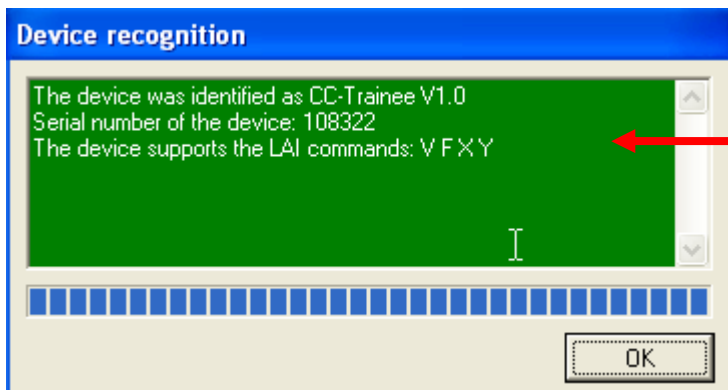 Device recognition
The device was identified as CC-Trainee V1.0
Serial number of the device: 108322
The device supports the LAI commands: V F X Y
OK